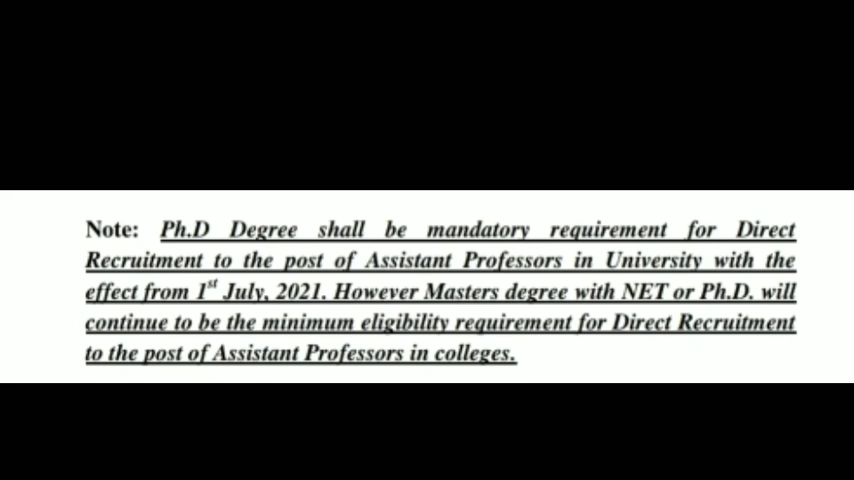 Note: Ph.D Degree shall be mandatory requirement for Direct
Recruitment to the post of Assistant Professors in University with the
effect from 1st July, 2021. However Masters degree with NET or Ph.D. will
continue to be the minimum eligibility requirement for Direct Recruitment
to the post of Assistant Professors in colleges.